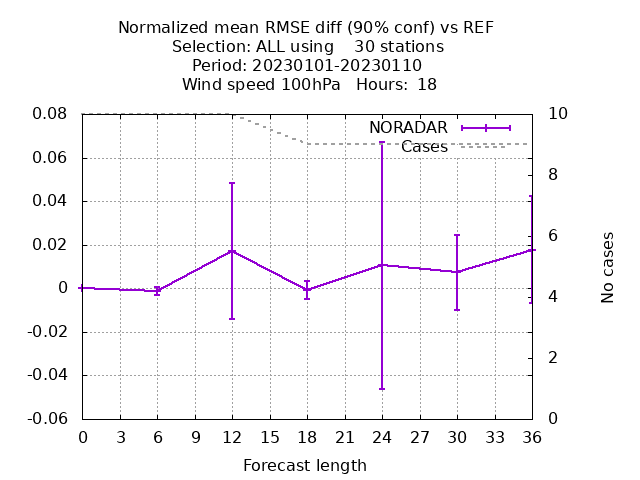 Normalized mean RMSE diff (90% conf) vs REF
Selection: ALL using    30 stations
Period: 20230101-20230110
Wind speed 100hPa   Hours:  18
0.08
0.06
0.04
0.02
0
-0.02
-0.04
-0.06
10
8
6
4
2
0
NORADAR
Cases
No cases
0 3 6 9 12 15 18 21 24 27 30 33 36
Forecast length